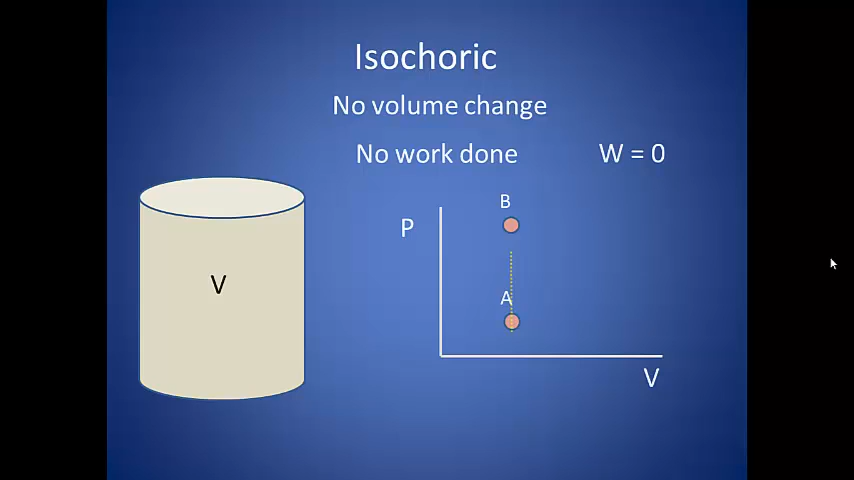 Isochoric
No volume change
No work done W = 0
B
P
V
A
V